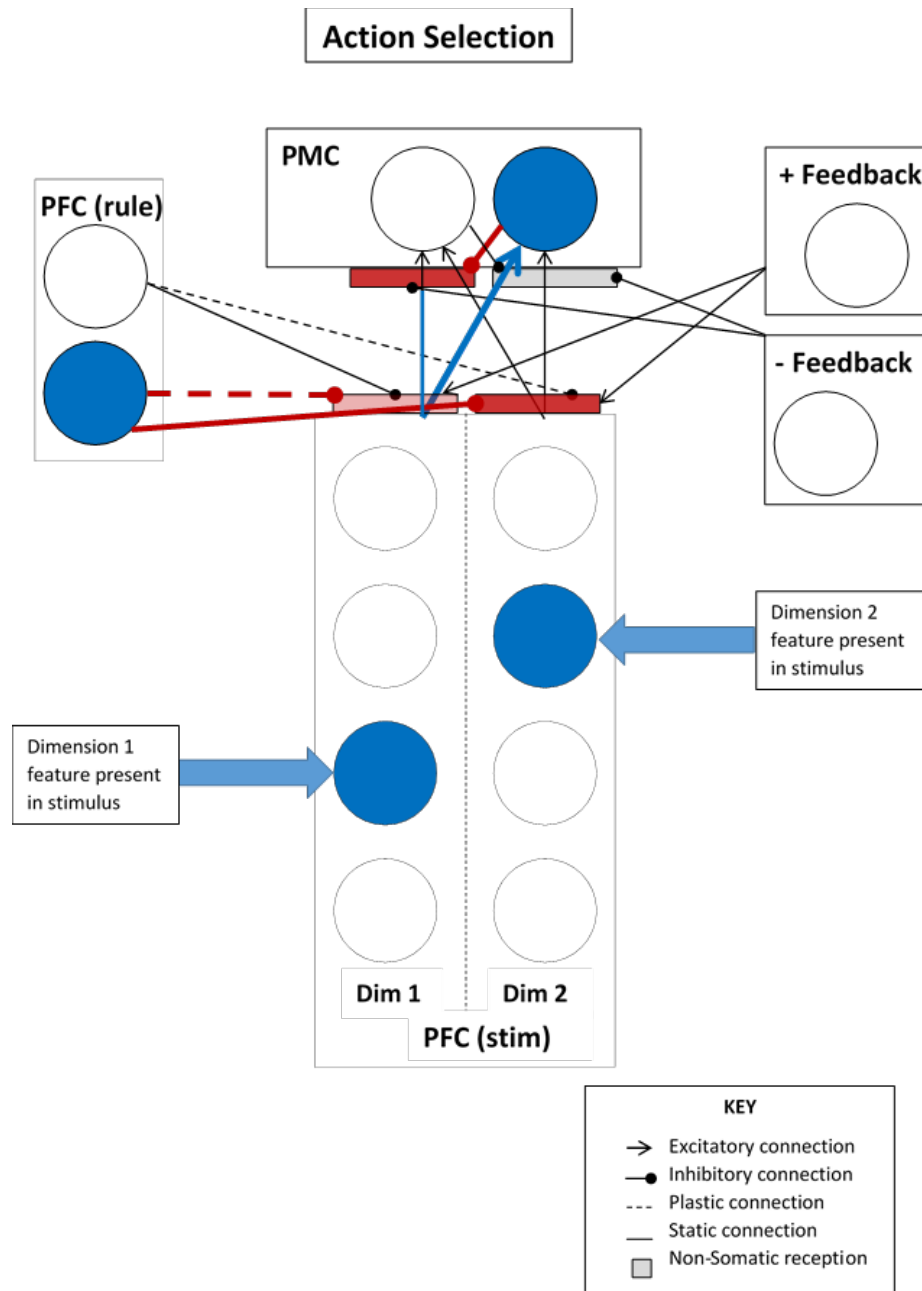 Action Selection
PMC
PFC (rule)
+ Feedback
- Feedback
Dimension 2
feature present
in stimulus
Dimension 1
feature present
in stimulus
Dim 1
Dim 2
PFC (stim)
KEY
Excitatory connection
Inhibitory connection
Plastic connection
Static connection
Non-Somatic reception